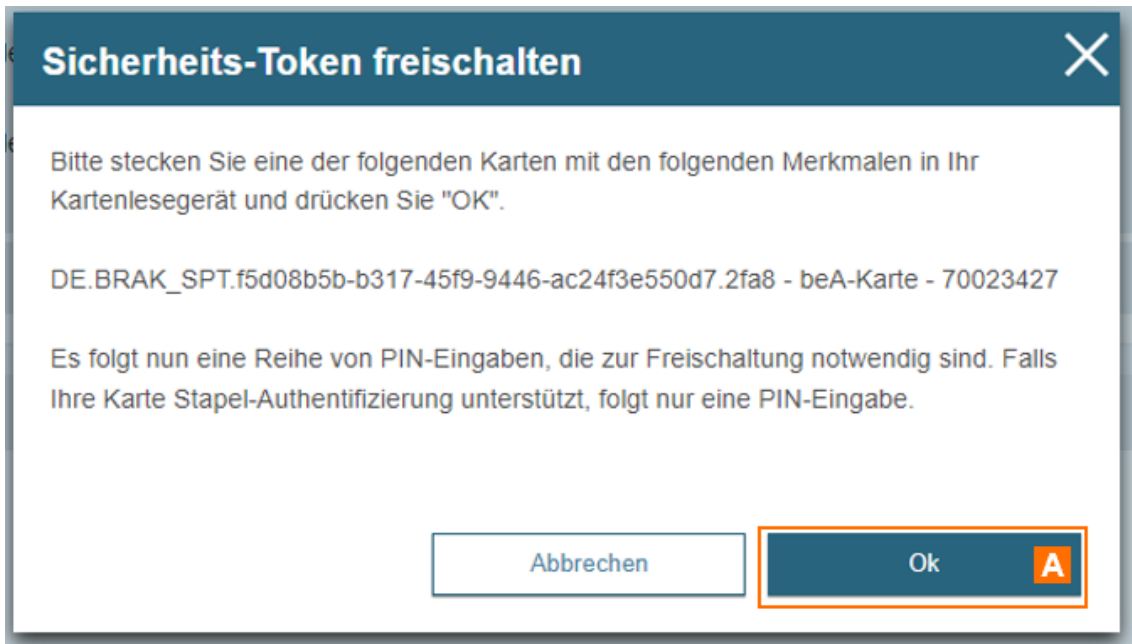 Sicherheits-Token freischalten
Bitte stecken Sie eine der folgenden Karten mit den folgenden Merkmalen in Ihr
Kartenlesegerät und drücken Sie "OK".
DE.BRAK_SPT.f5d08b5b-b317-45f9-9446-ac24f3e550d7.2fa8 - beA-Karte - 70023427
Es folgt nun eine Reihe von PIN-Eingaben, die zur Freischaltung notwendig sind. Falls
Ihre Karte Stapel-Authentifizierung unterstützt, folgt nur eine PIN-Eingabe.
Abbrechen
Ok A